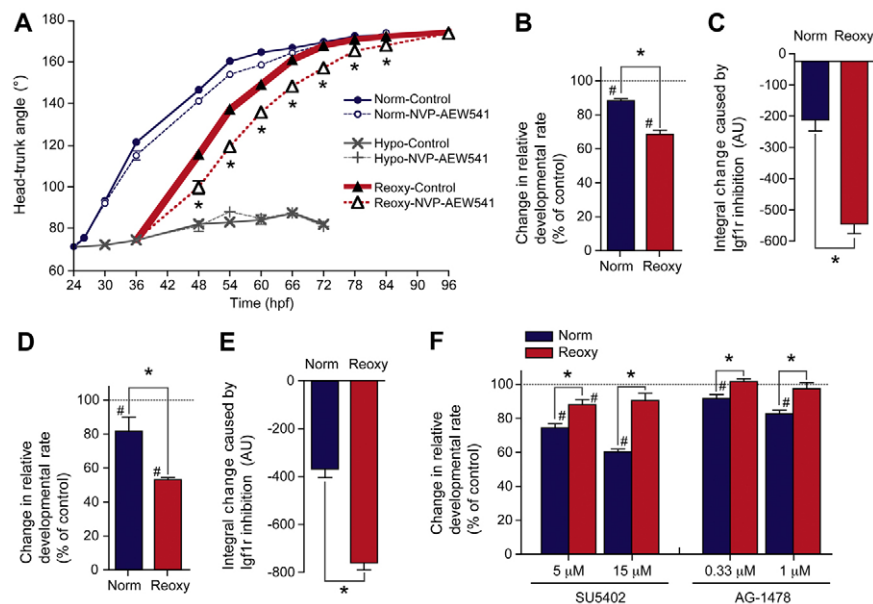 A
180
160
140
120
100
80
60
Head-trunk angle (°)
24 30 36 42 48 54 60 66 72 78 84 90 96
Time (hpf)
Norm-Control
Norm-NVP-AEW541
Hypo-Control
Hypo-NVP-AEW541
Reoxy-Control
Reoxy-NVP-AEW541
* * * * * * *
B
Change in relative
developmental rate
(% of control)
100
80
60
40
20
0
*
# #
Norm Reoxy
C
Norm Reoxy
Integral change caused by
Igf1r inhibition (AU)
0
-100
-200
-300
-400
-500
-600
*
D
Change in relative
developmental rate
(% of control)
100
80
60
40
20
0
*
# #
Norm Reoxy
E
Norm Reoxy
Integral change caused by
Igf1r inhibition (AU)
0
-200
-400
-600
-800
*
F
Norm
Reoxy
Change in relative
developmental rate
(% of control)
100
80
60
40
20
0
* * * *
# # # # #
5 µM 15 µM 0.33 µM 1 µM
SU5402 AG-1478